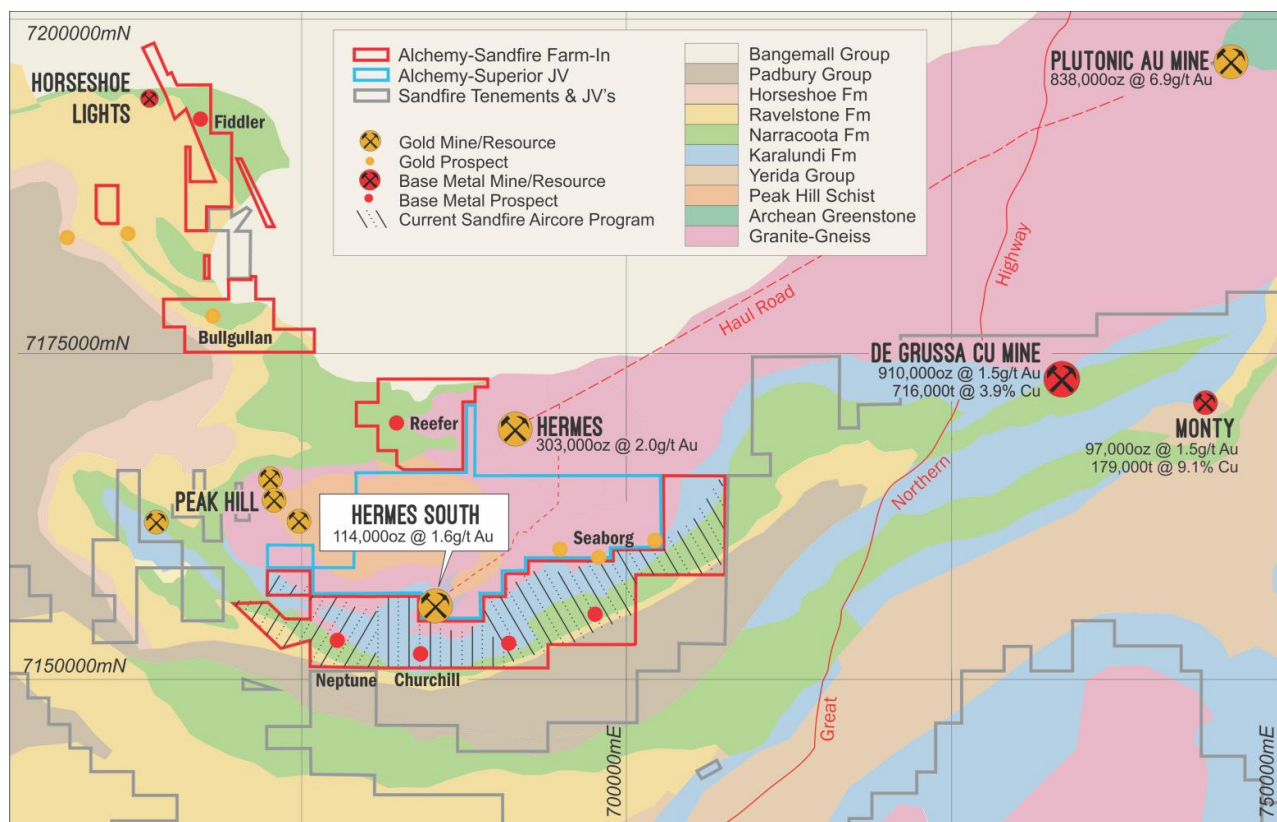 7200000mN
HORSESHOE
LIGHTS
Fiddler
Alchemy-Sandfire Farm-In
Alchemy-Superior JV
Sandfire Tenements & JV's
Gold Mine/Resource
Gold Prospect
Base Metal Mine/Resource
Base Metal Prospect
Current Sandfire Aircore Program
Bangemall Group
Padbury Group
Horseshoe Fm
Ravelstone Fm
Narracoota Fm
Karalundi Fm
Yerida Group
Peak Hill Schist
Archean Greenstone
Granite-Gneiss
PLUTONIC AU MINE
838,000oz @ 6.9g/t Au
Highway
Haul Road
Bullgullan
7175000mN
DE GRUSSA CU MINE
910,000oz @ 1.5g/t Au
716,000t @ 3.9% Cu
MONTY
97,000oz @ 1.5g/t Au
179,000t @ 9.1% Cu
Reefer
HERMES
303,000oz @ 2.0g/t Au
PEAK HILL
HERMES SOUTH
114,000oz @ 1.6g/t Au
Seaborg
Northern
7150000mN
Neptune
Churchill
Great
700000mE
750000mE